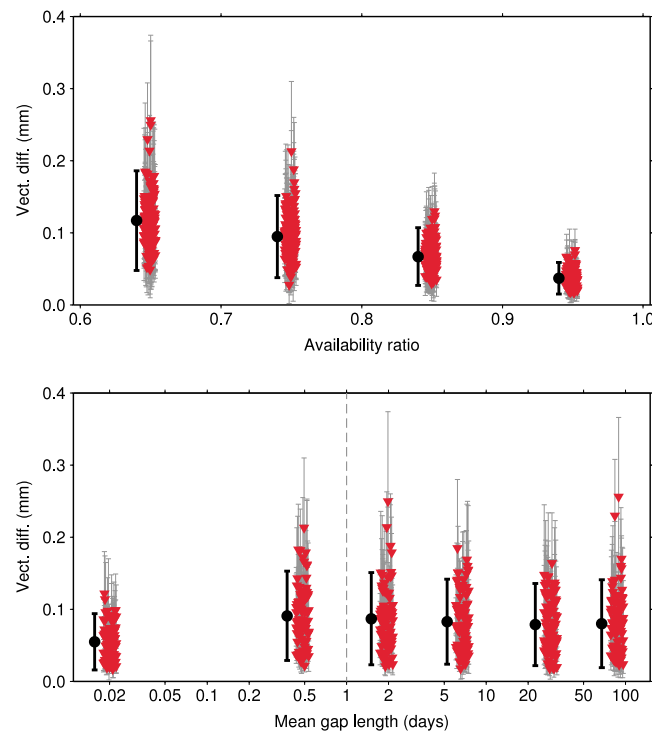 0.4
0.3
0.2
0.1
0.0
Vect. diff. (mm)
0.6 0.7 0.8 0.9 1.0
Availability ratio
0.4
0.3
0.2
0.1
0.0
Vect. diff. (mm)
0.02 0.05 0.1 0.2 0.5 1 2 5 10 20 50 100
Mean gap length (days)